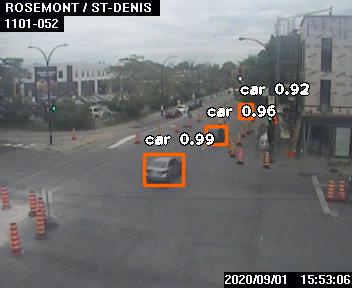 ROSEMONT / ST-DENIS
1101-052
car 0.92
car 0.96
car 0.99
2020/09/01 15:53:06